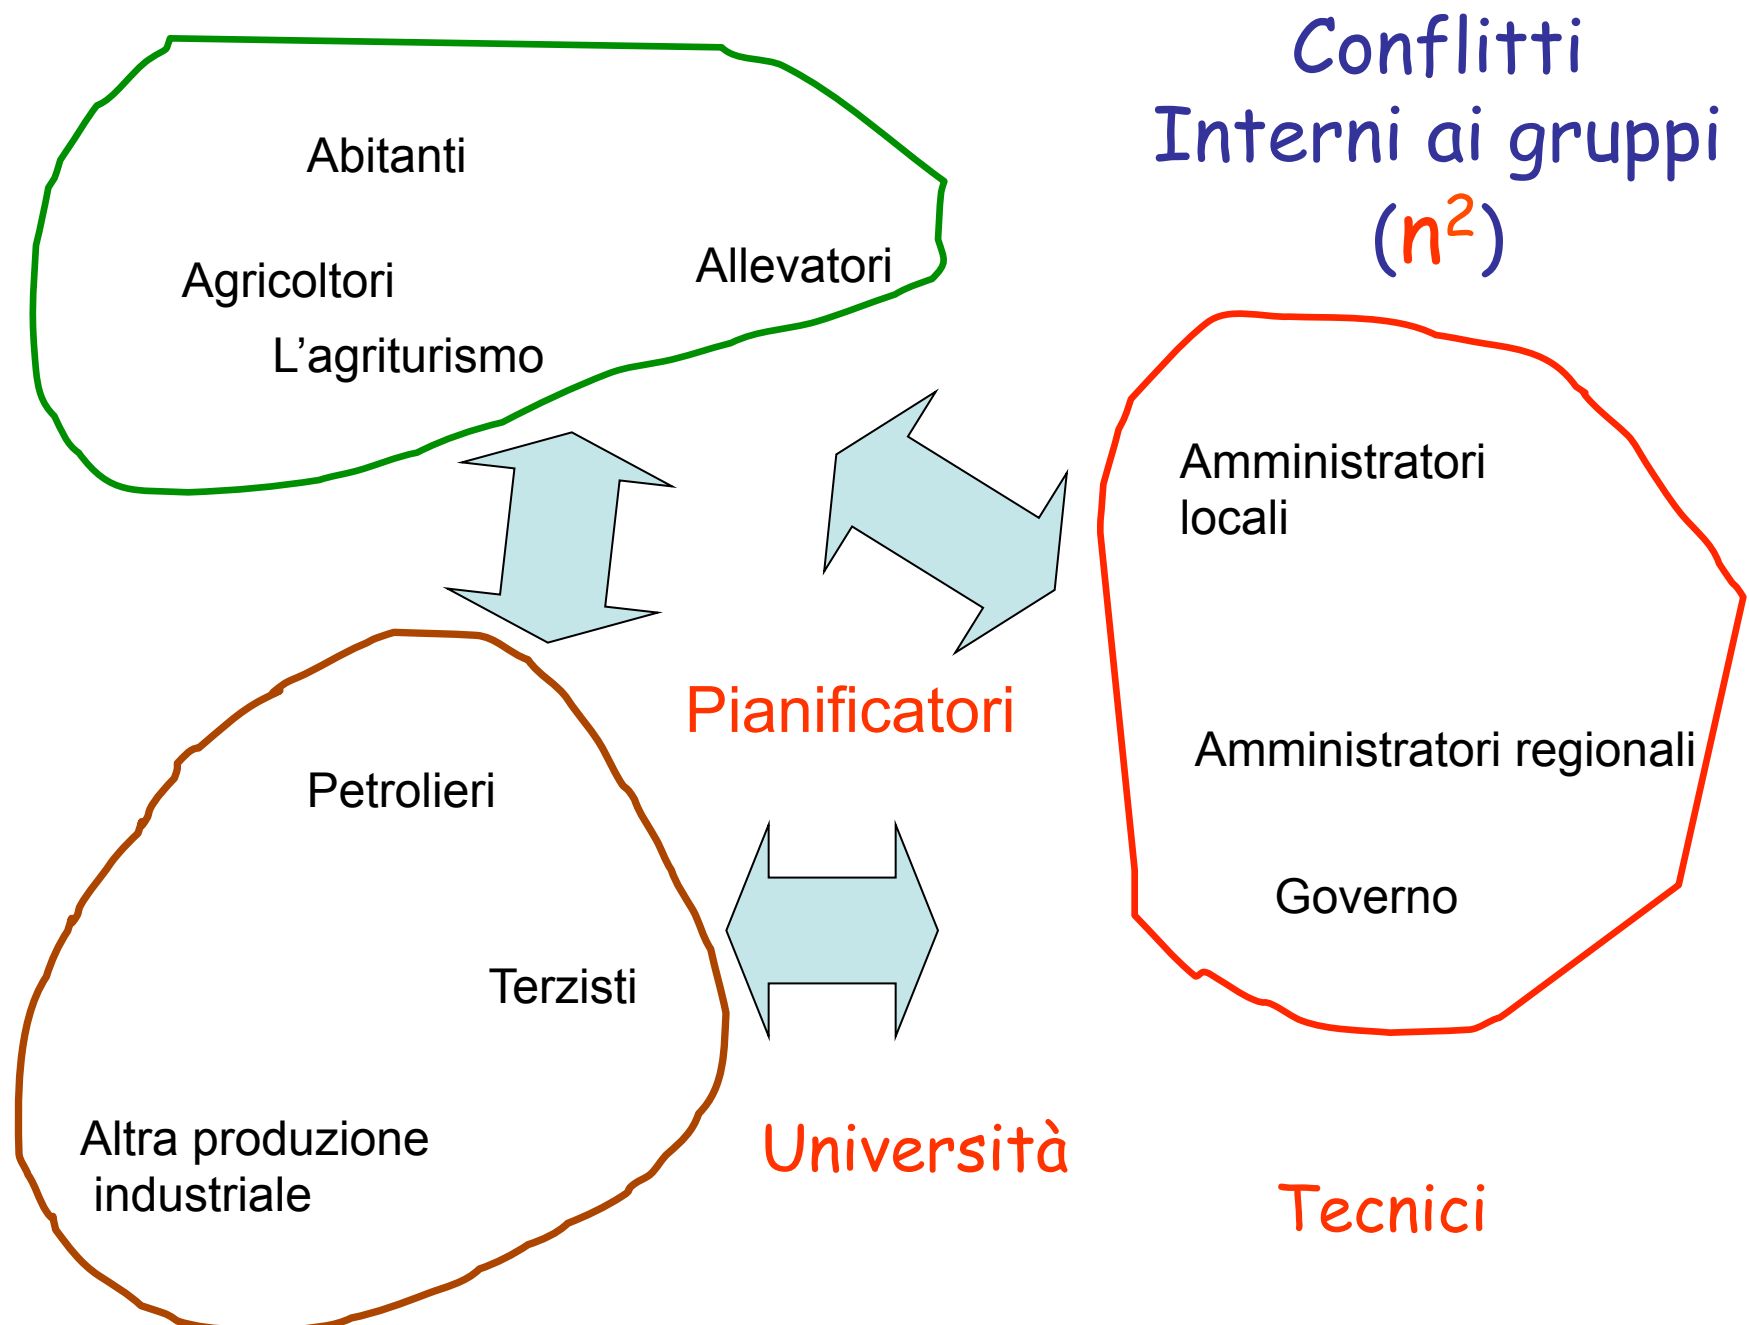 Conflitti
Interni ai gruppi
(n²)
Abitanti
Agricoltori
Allevatori
L’agriturismo
Amministratori
locali
Pianificatori
Amministratori regionali
Petrolieri
Governo
Terzisti
Altra produzione
industriale
Università
Tecnici